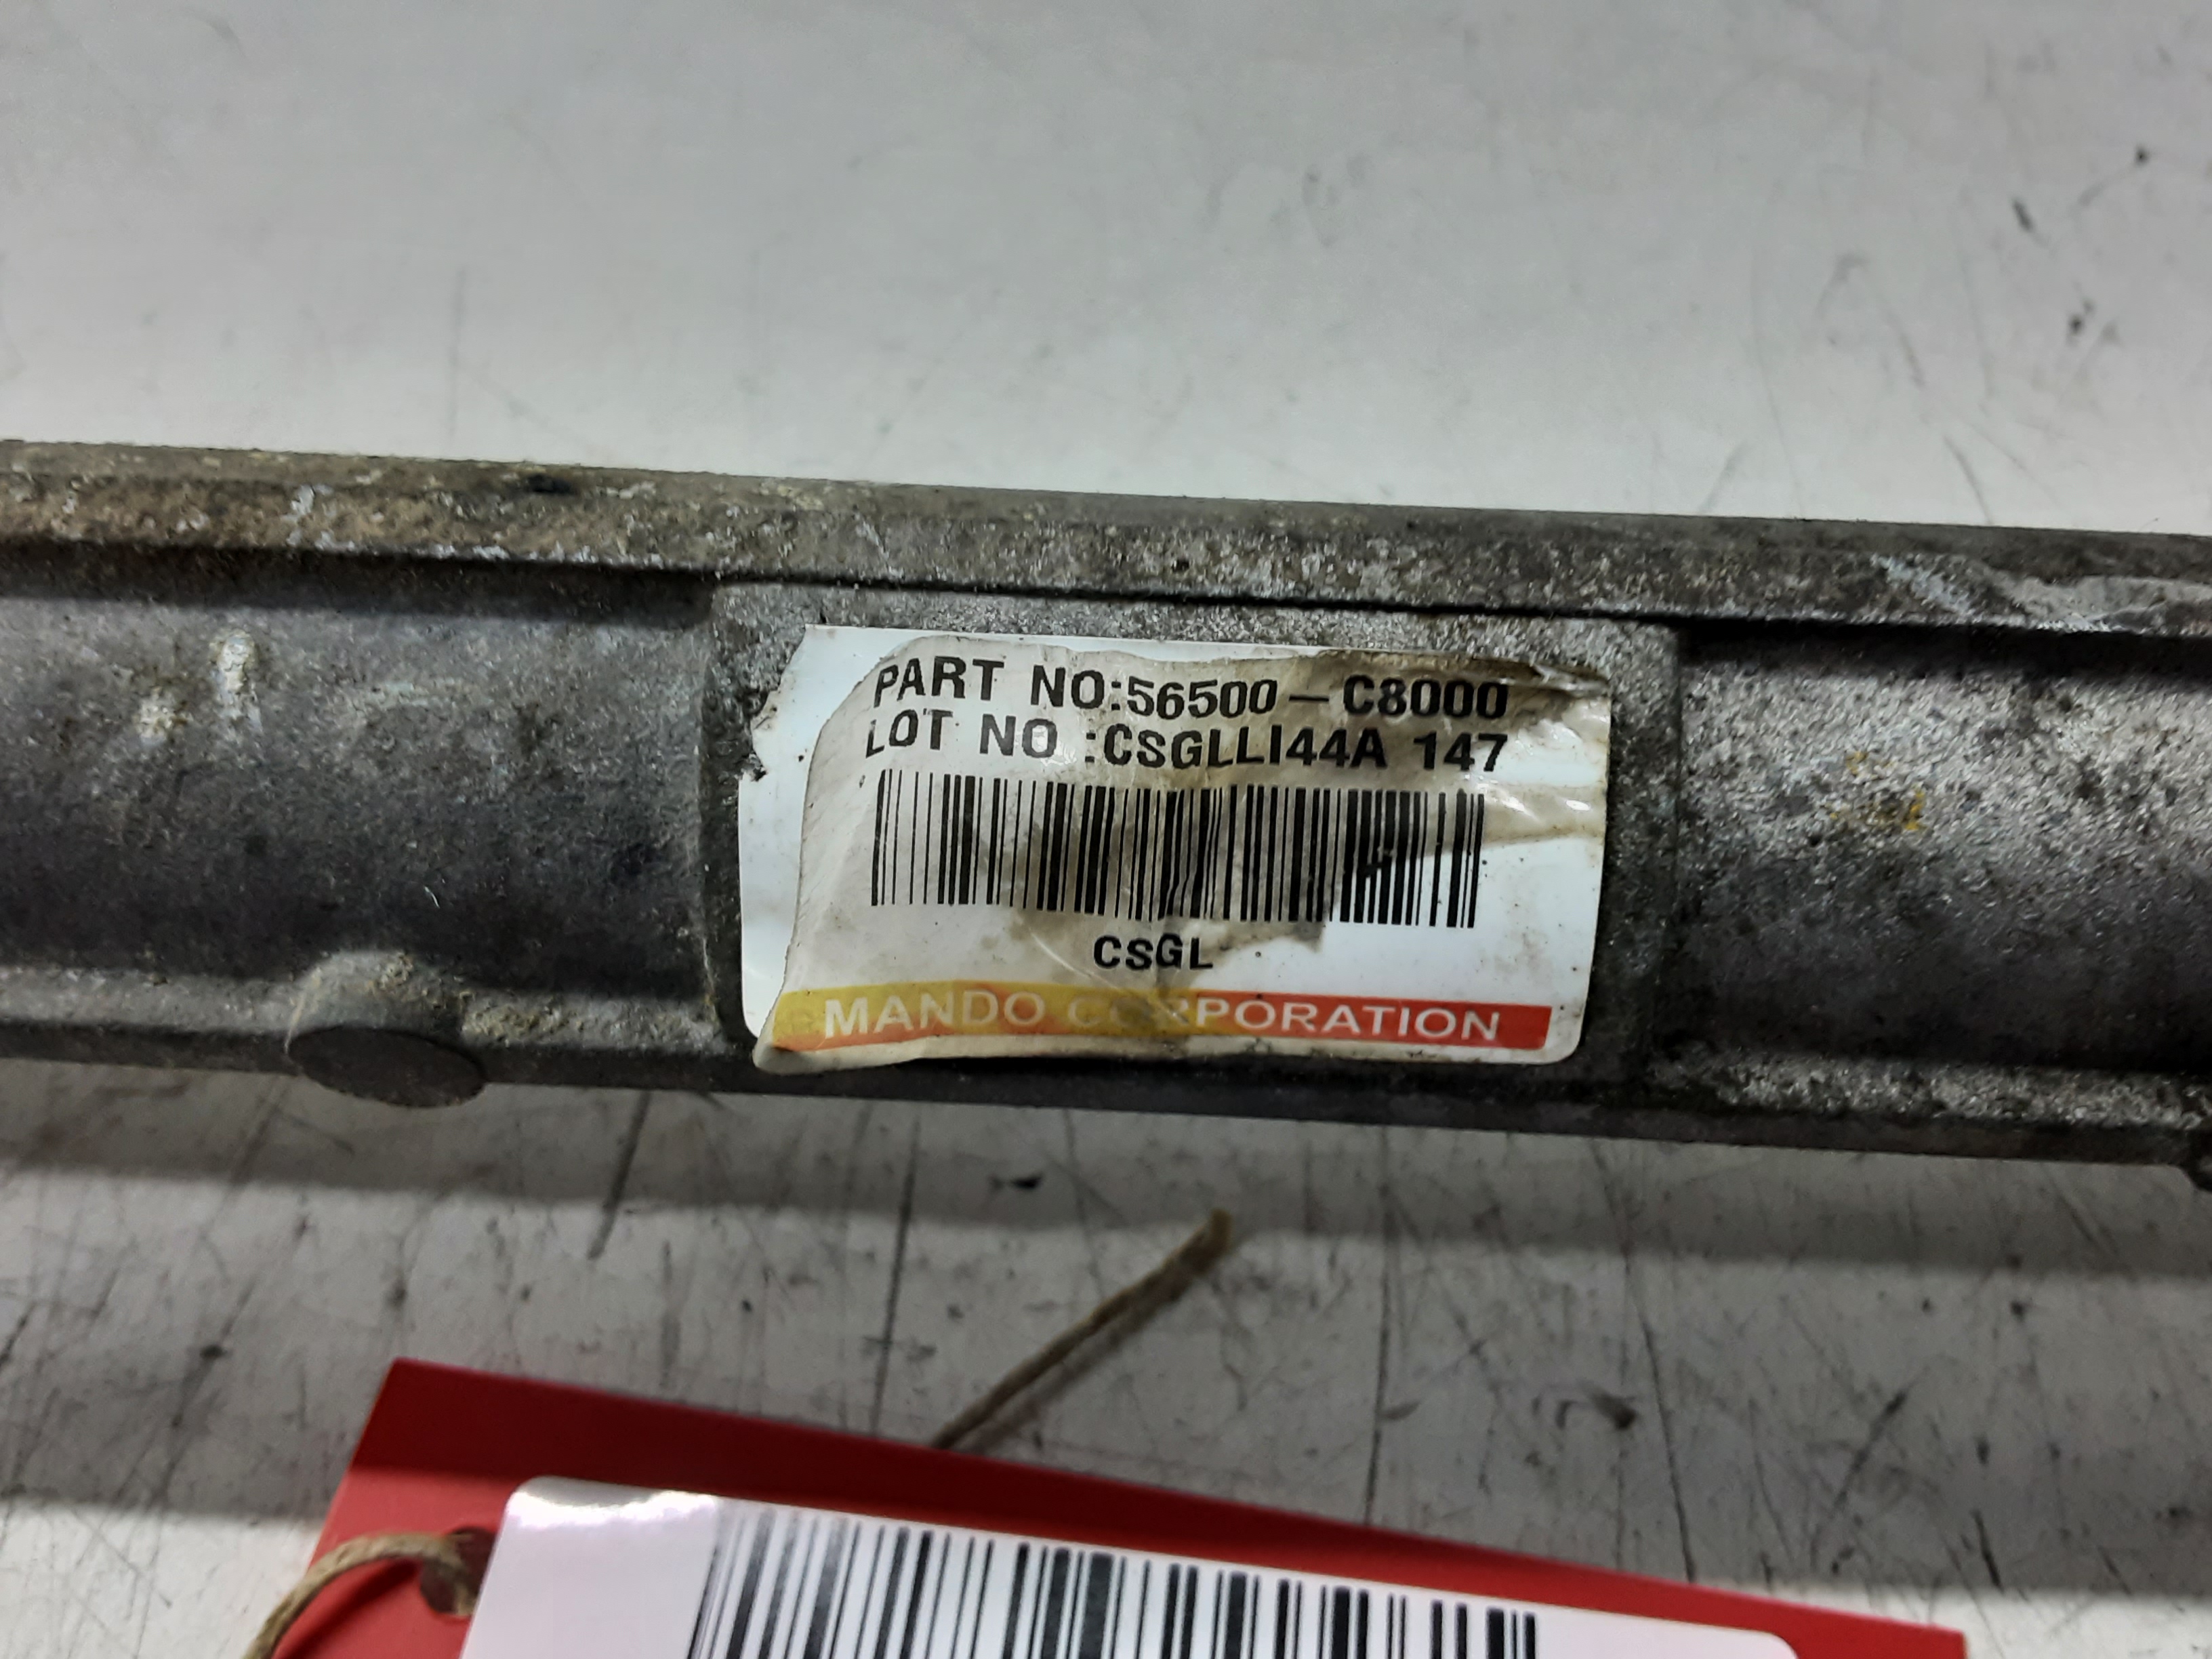 PART NO:56500-C8000
LOT NO :CSGLLI44A 147
CSGL
MANDO CORPORATION